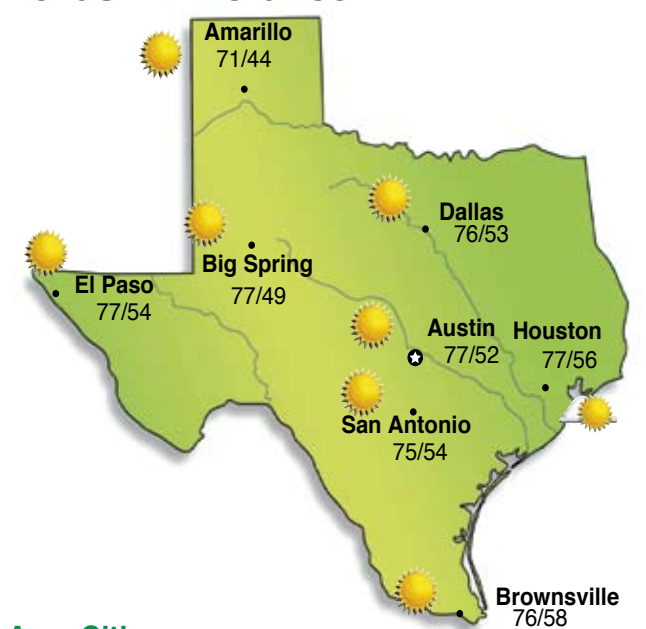 Amarillo
71/44
Dallas
76/53
Big Spring
77/49
El Paso
77/54
Austin
77/52
Houston
77/56
San Antonio
75/54
Brownsville
76/58